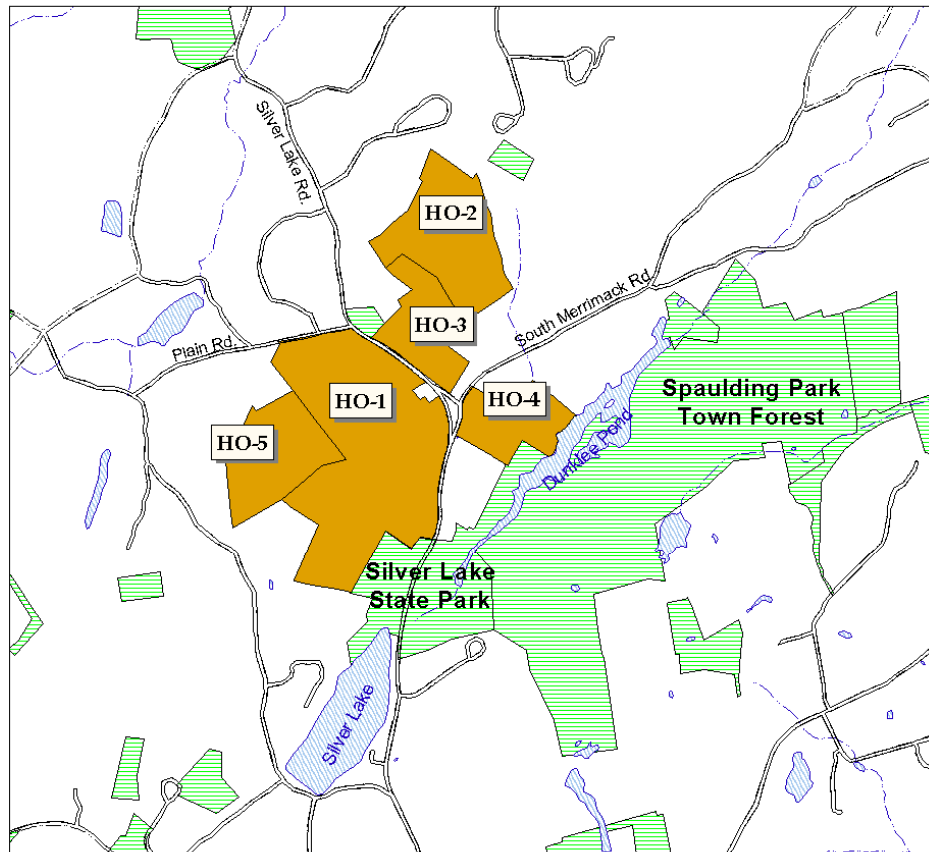 Silver Lake Rd.
HO-2
South Merrimack Rd.
HO-3
Plain Rd.
HO-1
HO-4
Spaulding Park
Town Forest
HO-5
Dunklee Pond
Silver Lake
State Park
Silver Lake